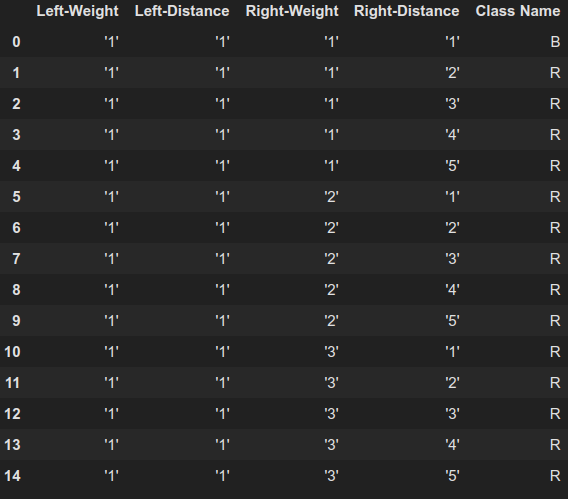 Left-Weight Left-Distance Right-Weight Right-Distance Class Name
0 '1' '1' '1' '1' B
1 '1' '1' '1' '2' R
2 '1' '1' '1' '3' R
3 '1' '1' '1' '4' R
4 '1' '1' '1' '5' R
5 '1' '1' '2' '1' R
6 '1' '1' '2' '2' R
7 '1' '1' '2' '3' R
8 '1' '1' '2' '4' R
9 '1' '1' '2' '5' R
10 '1' '1' '3' '1' R
11 '1' '1' '3' '2' R
12 '1' '1' '3' '3' R
13 '1' '1' '3' '4' R
14 '1' '1' '3' '5' R